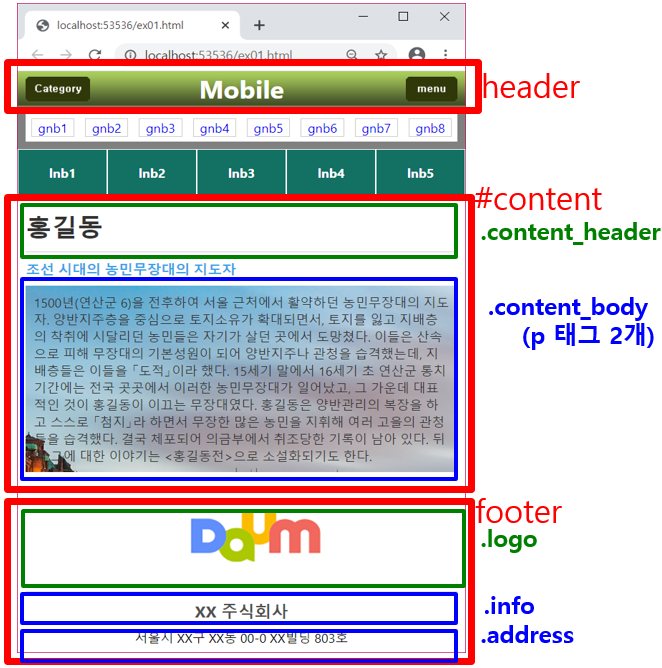 localhost:53536/ex01.html
localhost:53536/ex01.html
Category Mobile menu header
gnb1 gnb2 gnb3 gnb4 gnb5 gnb6 gnb7 gnb8
lnb1 lnb2 lnb3 lnb4 lnb5
#content
홍길동 .content_header
조선 시대의 농민무장대의 지도자
.content_body
(p 태그 2개)
1500년(연산군 6)을 전후하여 서울 근처에서 활약하던 농민무장대의 지도
자. 양반지주층을 중심으로 토지소유가 확대되면서, 토지를 잃고 지배층
의 착취에 시달리던 농민들은 자기가 살던 곳에서 도망쳤다. 이들은 산속
으로 피해 무장대의 기본성원이 되어 양반지주나 관청을 습격했는데, 지
배층들은 이들을 「도적」이라 했다. 15세기 말에서 16세기 초 연산군 통치
기간에는 전국 곳곳에서 이러한 농민무장대가 일어났고, 그 가운데 대표
적인 것이 홍길동이 이끄는 무장대였다. 홍길동은 양반관리의 복장을 하
고 스스로 「첨지」라 하면서 무장한 많은 농민을 지휘해 여러 고을의 관청
들을 습격했다. 결국 체포되어 의금부에서 취조당한 기록이 남아 있다. 뒤
그에 대한 이야기는 <홍길동전>으로 소설화되기도 한다.
footer
Daum .logo
XX 주식회사 .info
서울시 XX구 XX동 00-0 XX빌딩 803호 .address